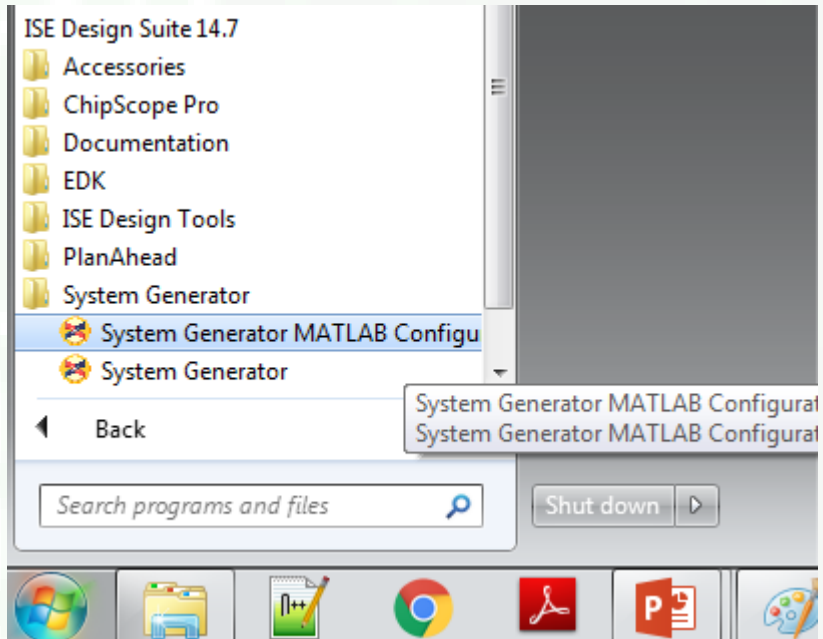 ISE Design Suite 14.7
Accessories
ChipScope Pro
Documentation
EDK
ISE Design Tools
PlanAhead
System Generator
System Generator MATLAB Configu
System Generator
System Generator MATLAB Configurat
System Generator MATLAB Configurat
Back
Search programs and files
Shut down
n++
P